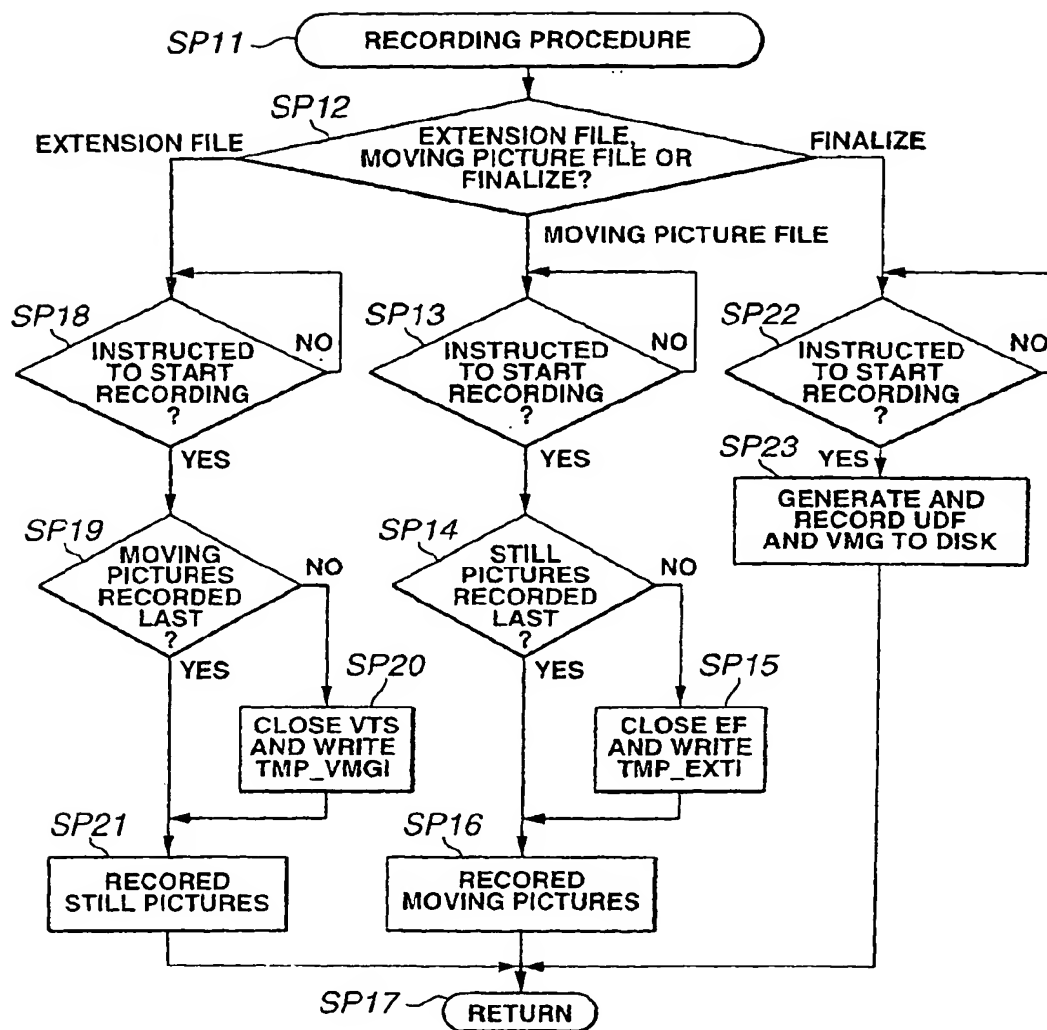 SP11
RECORDING PROCEDURE
SP12
EXTENSION FILE
EXTENSION FILE,
MOVING PICTURE FILE OR
FINALIZE?
FINALIZE
MOVING PICTURE FILE
SP18
INSTRUCTED
TO START
RECORDING
?
NO
YES
SP13
INSTRUCTED
TO START
RECORDING
?
NO
YES
SP22
INSTRUCTED
TO START
RECORDING
?
NO
YES
SP23
GENERATE AND
RECORD UDF
AND VMG TO DISK
SP19
MOVING
PICTURES
RECORDED
LAST
?
NO
YES
SP14
STILL
PICTURES
RECORDED
LAST
?
NO
YES
SP20
CLOSE VTS
AND WRITE
TMP_VMGI
SP15
CLOSE EF
AND WRITE
TMP_EXTI
SP21
RECORED
STILL PICTURES
SP16
RECORED
MOVING PICTURES
SP17
RETURN